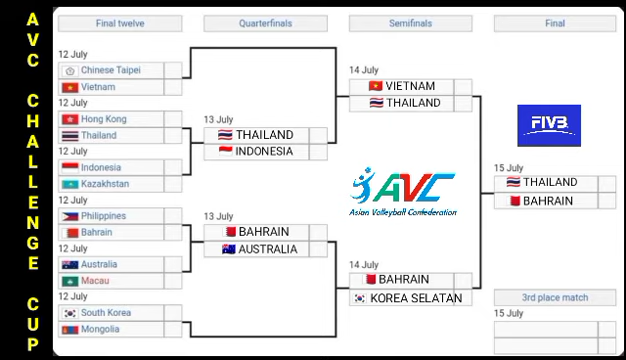 AVC CHALLENGE CUP
Final twelve
Quarterfinals
Semifinals
Final
12 July
Chinese Taipei
Vietnam
12 July
Hong Kong
Thailand
12 July
Indonesia
Kazakhstan
12 July
Philippines
Bahrain
12 July
Australia
Macau
12 July
South Korea
Mongolia
13 July
THAILAND
INDONESIA
13 July
BAHRAIN
AUSTRALIA
14 July
VIETNAM
THAILAND
AVC
Asian Volleyball Confederation
14 July
BAHRAIN
KOREA SELATAN
FIVB
15 July
THAILAND
BAHRAIN
3rd place match
15 July